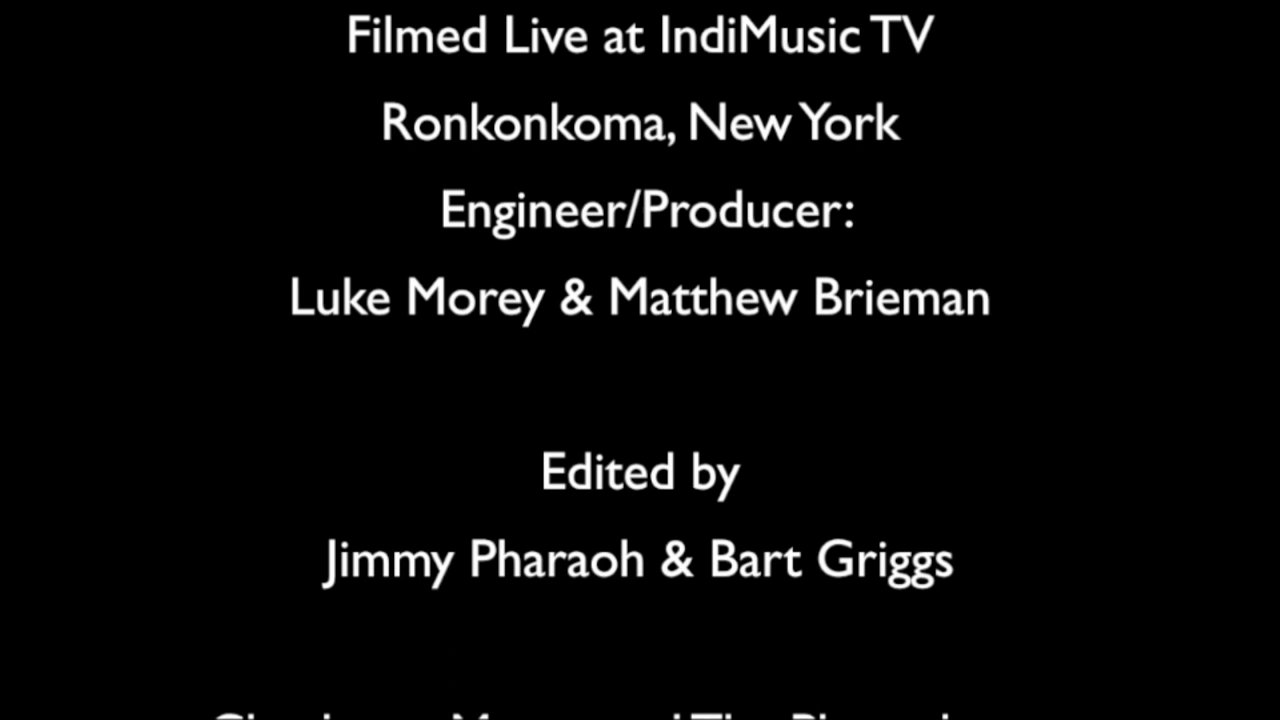 Filmed Live at IndiMusic TV
Ronkonkoma, New York
Engineer/Producer:
Luke Morey & Matthew Brieman
Edited by
Jimmy Pharaoh & Bart Griggs